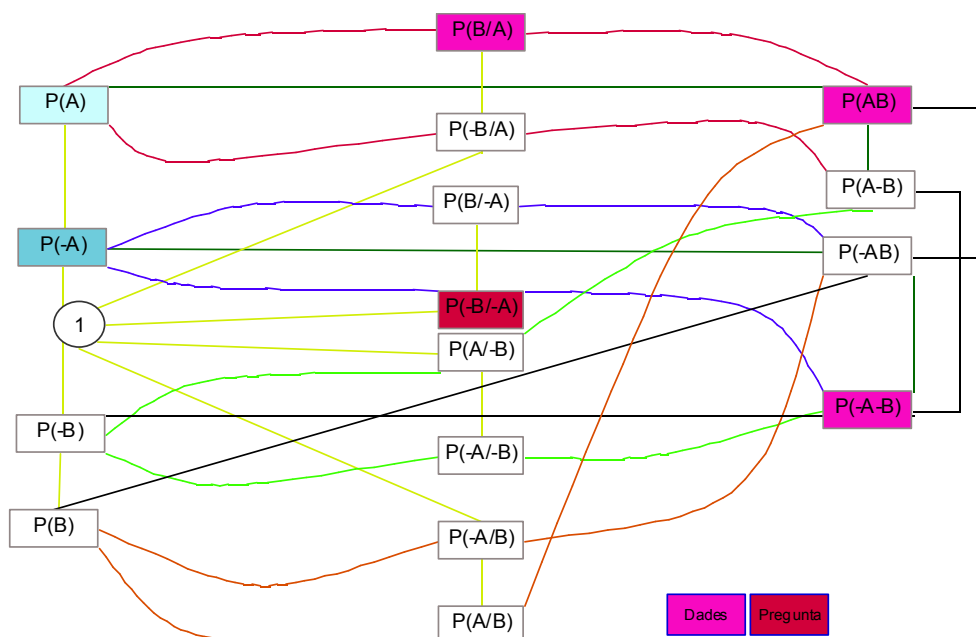 P(B/A)
P(A)
P(AB)
P(-B/A)
P(A-B)
P(B/-A)
P(-A)
P(-AB)
P(-B/-A)
1
P(A/-B)
P(-A-B)
P(-B)
P(-A/-B)
P(B)
P(-A/B)
P(A/B)
Dades
Pregunta